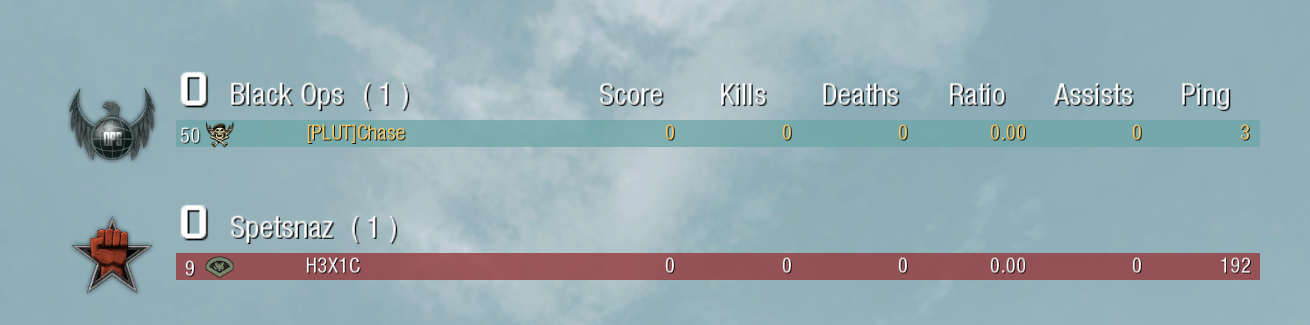 0 Black Ops ( 1 ) Score Kills Deaths Ratio Assists Ping
OPS
50 [PLUT]Chase 0 0 0 0.00 0 3
0 Spetsnaz ( 1 )
9 H3X1C 0 0 0 0.00 0 192